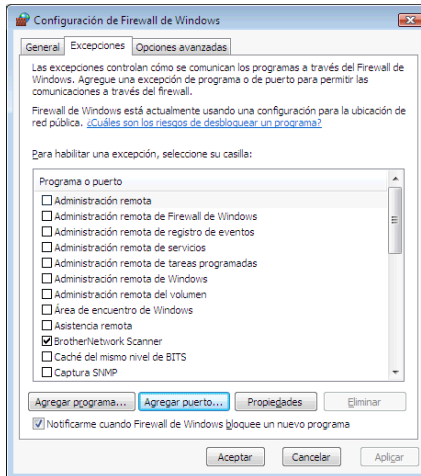 Configuración de Firewall de Windows
General Excepciones Opciones avanzadas
Las excepciones controlan cómo se comunican los programas a través del Firewall de
Windows. Agregue una excepción de programa o de puerto para permitir las
comunicaciones a través del firewall.
Firewall de Windows está actualmente usando una configuración para la ubicación de
red pública. ¿Cuáles son los riesgos de desbloquear un programa?
Para habilitar una excepción, seleccione su casilla:
Programa o puerto
Administración remota
Administración remota de Firewall de Windows
Administración remota de registro de eventos
Administración remota de servicios
Administración remota de tareas programadas
Administración remota de Windows
Administración remota del volumen
Área de encuentro de Windows
Asistencia remota
BrotherNetwork Scanner
Caché del mismo nivel de BITS
Captura SNMP
Agregar programa... Agregar puerto... Propiedades Eliminar
Notificarme cuando Firewall de Windows bloquee un nuevo programa
Aceptar Cancelar Aplicar